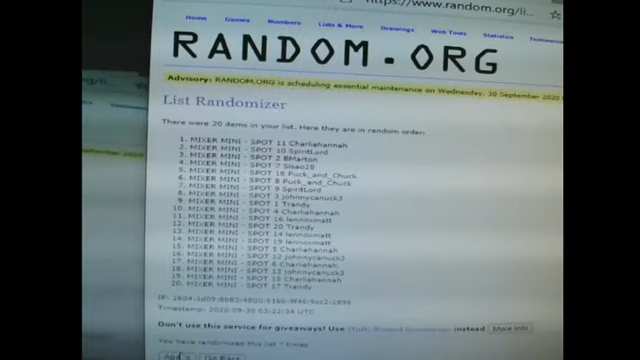 https://www.random.org/li...
Home Games Numbers Lists & More Drawings Web Tools Statistics Testimonials
RANDOM.ORG
Advisory: RANDOM.ORG is scheduling essential maintenance on Wednesday, 30 September 2020
List Randomizer
There were 20 items in your list. Here they are in random order:
1. MIXER MINI - SPOT 11 Charliehannah
2. MIXER MINI - SPOT 10 SpiritLord
3. MIXER MINI - SPOT 2 BMarton
4. MIXER MINI - SPOT 7 Sisao28
5. MIXER MINI - SPOT 18 Puck_and_Chuck
6. MIXER MINI - SPOT 8 Puck_and_Chuck
7. MIXER MINI - SPOT 9 SpiritLord
8. MIXER MINI - SPOT 3 johnnycanuck3
9. MIXER MINI - SPOT 1 Trandy
10. MIXER MINI - SPOT 4 Charliehannah
11. MIXER MINI - SPOT 16 lennoxmatt
12. MIXER MINI - SPOT 20 Trandy
13. MIXER MINI - SPOT 14 lennoxmatt
14. MIXER MINI - SPOT 19 lennoxmatt
15. MIXER MINI - SPOT 5 Charliehannah
16. MIXER MINI - SPOT 12 johnnycanuck3
17. MIXER MINI - SPOT 6 Charliehannah
18. MIXER MINI - SPOT 13 johnnycanuck3
19. MIXER MINI - SPOT 15 Charliehannah
20. MIXER MINI - SPOT 17 Trandy
Timestamp: 2020-09-30 03:22:34 UTC
Don't use this service for giveaways! Use instead More Info
You have randomized this list 7 times
Again Go Back